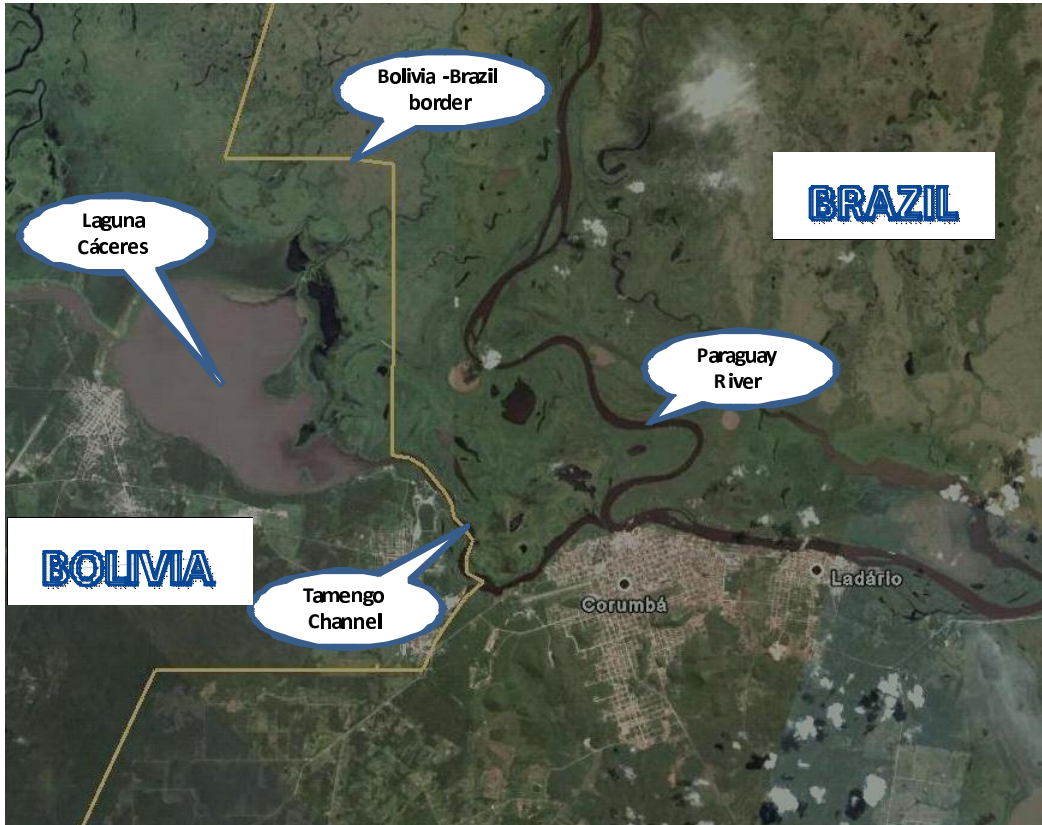 Bolivia -Brazil
border
BRAZIL
Laguna
Cáceres
Paraguay
River
BOLIVIA
Tamengo
Channel
Corumbá
Ladário